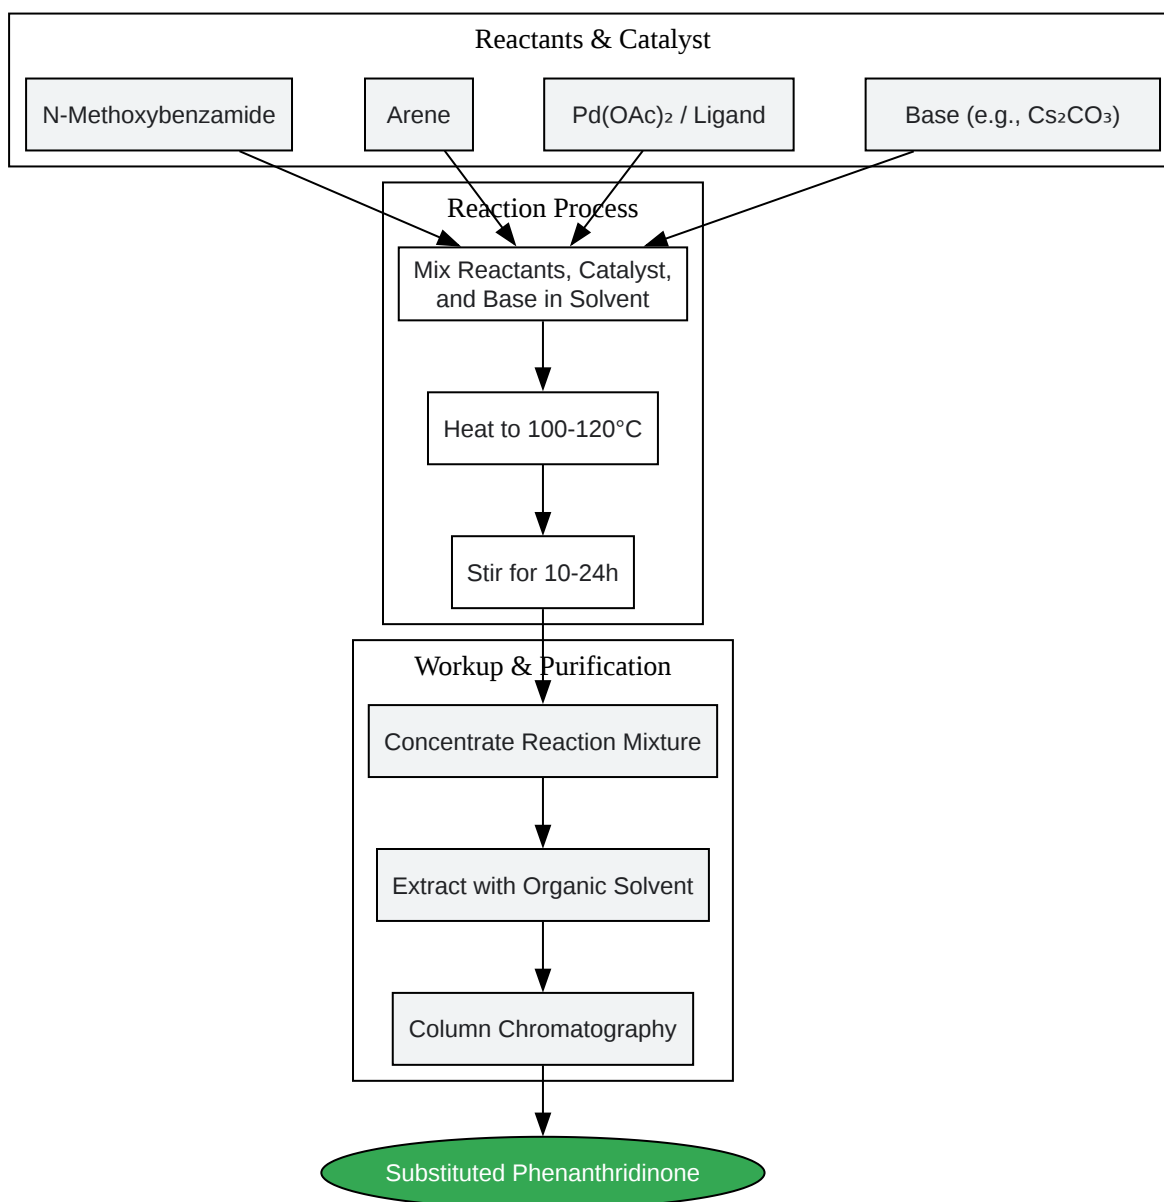 Reactants & Catalyst
N-Methoxybenzamide
Arene
Pd(OAc)₂ / Ligand
Base (e.g., Cs₂CO₃)
Reaction Process
Mix Reactants, Catalyst,
and Base in Solvent
Heat to 100-120°C
Stir for 10-24h
Workup & Purification
Concentrate Reaction Mixture
Extract with Organic Solvent
Column Chromatography
Substituted Phenanthridinone